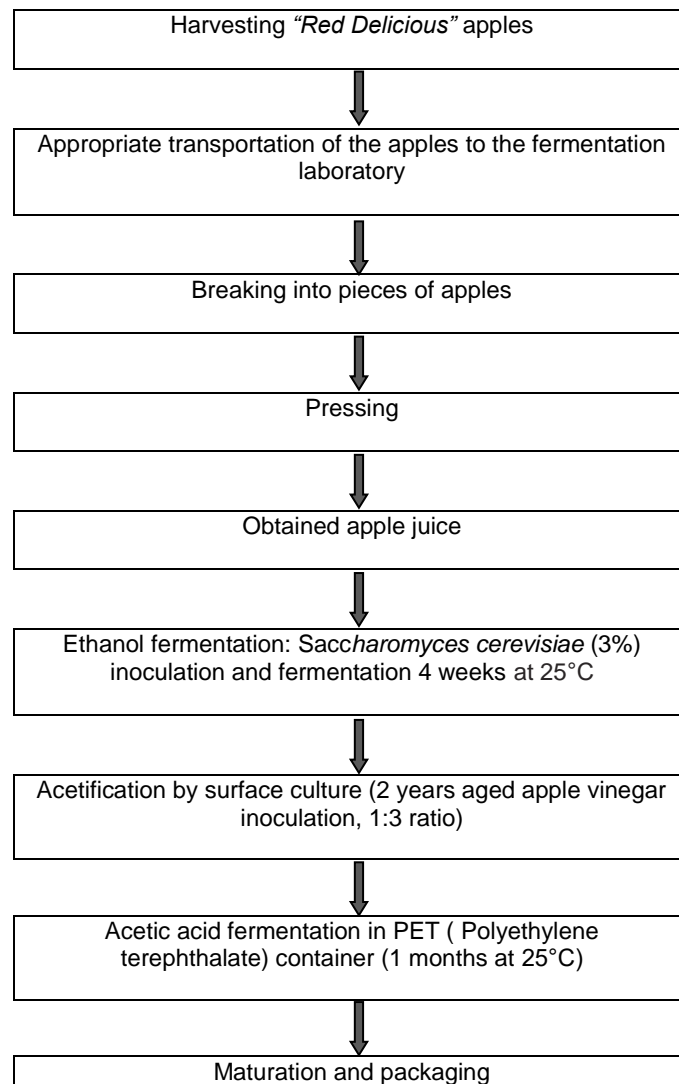 Harvesting “Red Delicious” apples
Appropriate transportation of the apples to the fermentation
laboratory
Breaking into pieces of apples
Pressing
Obtained apple juice
Ethanol fermentation: Saccharomyces cerevisiae (3%)
inoculation and fermentation 4 weeks at 25°C
Acetification by surface culture (2 years aged apple vinegar
inoculation, 1:3 ratio)
Acetic acid fermentation in PET ( Polyethylene
terephthalate) container (1 months at 25°C)
Maturation and packaging